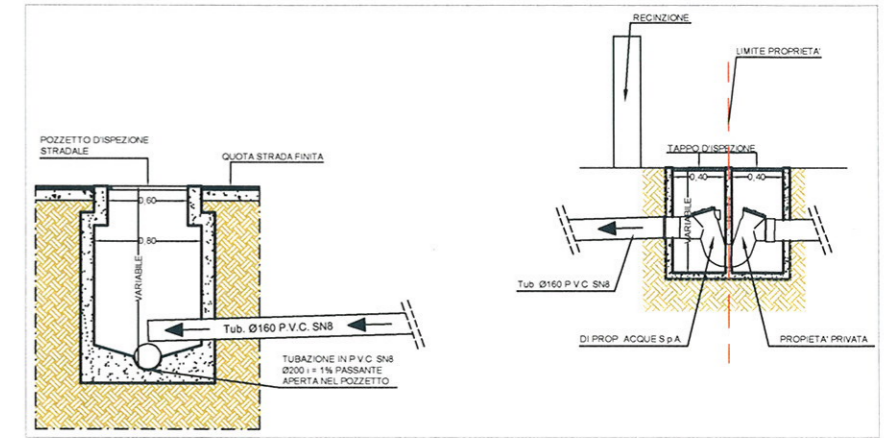 RECINZIONE
LIMITE PROPRIETA'
POZZETTO D'ISPEZIONE
STRADALE
QUOTA STRADA FINITA
TAPPO D'ISPEZIONE
0,60
0,40
0,40
0,80
VARIABILE
VARIABILE
Tub. Ø160 P.V.C. SN8
Tub Ø160 P.V.C SN8
TUBAZIONE IN P V C SN8
Ø200 i = 1% PASSANTE
APERTA NEL POZZETTO
DI PROP ACQUE S p A
PROPIETA' PRIVATA